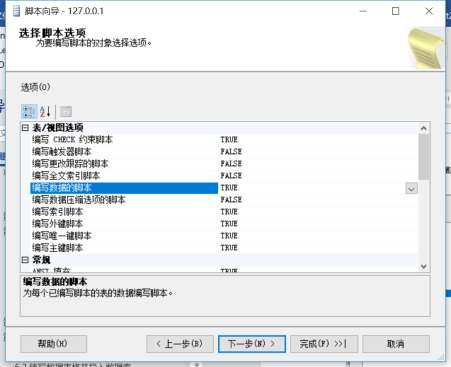 脚本向导 - 127.0.0.1
选择脚本选项
为要编写脚本的对象选择选项。
选项(O)
表/视图选项
编写 CHECK 约束脚本 TRUE
编写触发器脚本 FALSE
编写更改跟踪的脚本 FALSE
编写全文索引脚本 FALSE
编写数据的脚本 TRUE
编写数据压缩选项的脚本 FALSE
编写索引脚本 TRUE
编写外键脚本 TRUE
编写唯一键脚本 TRUE
编写主键脚本 TRUE
常规
ANSI 填充 TRUE
编写数据的脚本
为每个已编写脚本的表的数据编写脚本。
帮助(H)
< 上一步(B)
下一步(N) >
完成(F) >>|
取消